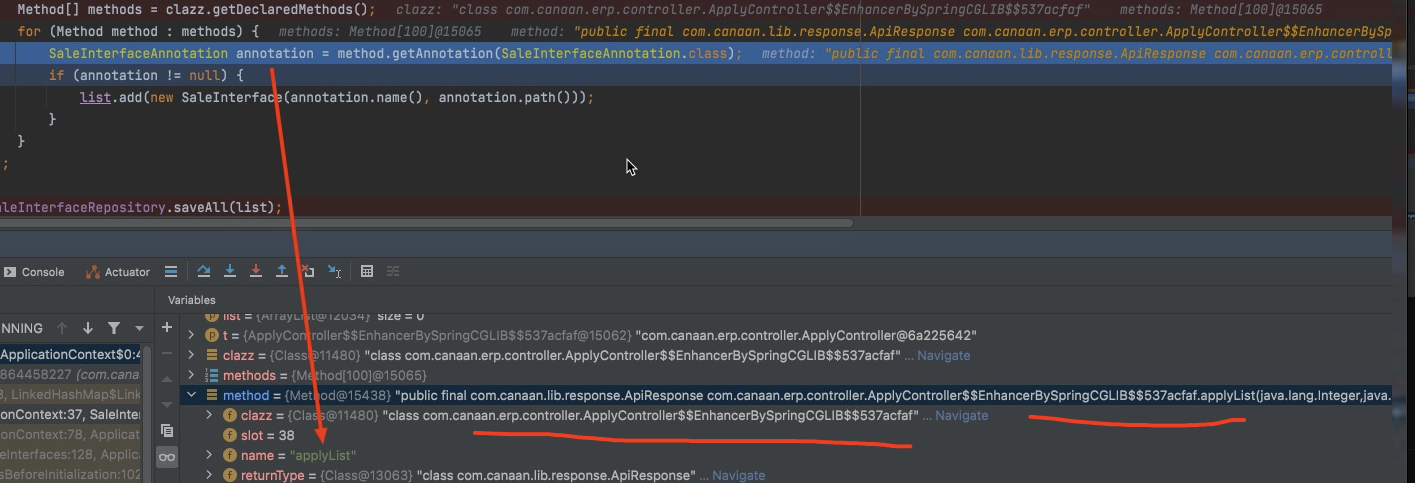 Method[] methods = clazz.getDeclaredMethods();   clazz: "class com.canaan.erp.controller.ApplyController$$EnhancerBySpringCGLIB$$537acfaf"    methods: Method[100]@15065
for (Method method : methods) {   methods: Method[100]@15065    method: "public final com.canaan.lib.response.ApiResponse com.canaan.erp.controller.ApplyController$$EnhancerBySp
SaleInterfaceAnnotation annotation = method.getAnnotation(SaleInterfaceAnnotation.class);   method: "public final com.canaan.lib.response.ApiResponse com.canaan.erp.controll
if (annotation != null) {
list.add(new SaleInterface(annotation.name(), annotation.path()));
}
}
;
aleInterfaceRepository.saveAll(list);
Console   Actuator
Variables
NNING
list = {ArrayList@12034}  size = 0
t = {ApplyController$$EnhancerBySpringCGLIB$$537acfaf@15062} "com.canaan.erp.controller.ApplyController@6a225642"
ApplicationContext$0:4
clazz = {Class@11480} "class com.canaan.erp.controller.ApplyController$$EnhancerBySpringCGLIB$$537acfaf" ... Navigate
864458227 (com.cana
methods = {Method[100]@15065}
3, LinkedHashMap$Link
method = {Method@15438} "public final com.canaan.lib.response.ApiResponse com.canaan.erp.controller.ApplyController$$EnhancerBySpringCGLIB$$537acfaf.applyList(java.lang.Integer,java.
onContext:37, SaleInter
clazz = {Class@11480} "class com.canaan.erp.controller.ApplyController$$EnhancerBySpringCGLIB$$537acfaf" ... Navigate
onContext:78, Applicat
slot = 38
eInterfaces:128, Applic
name = "applyList"
sBeforeInitialization:102
returnType = {Class@13063} "class com.canaan.lib.response.ApiResponse" ... Navigate